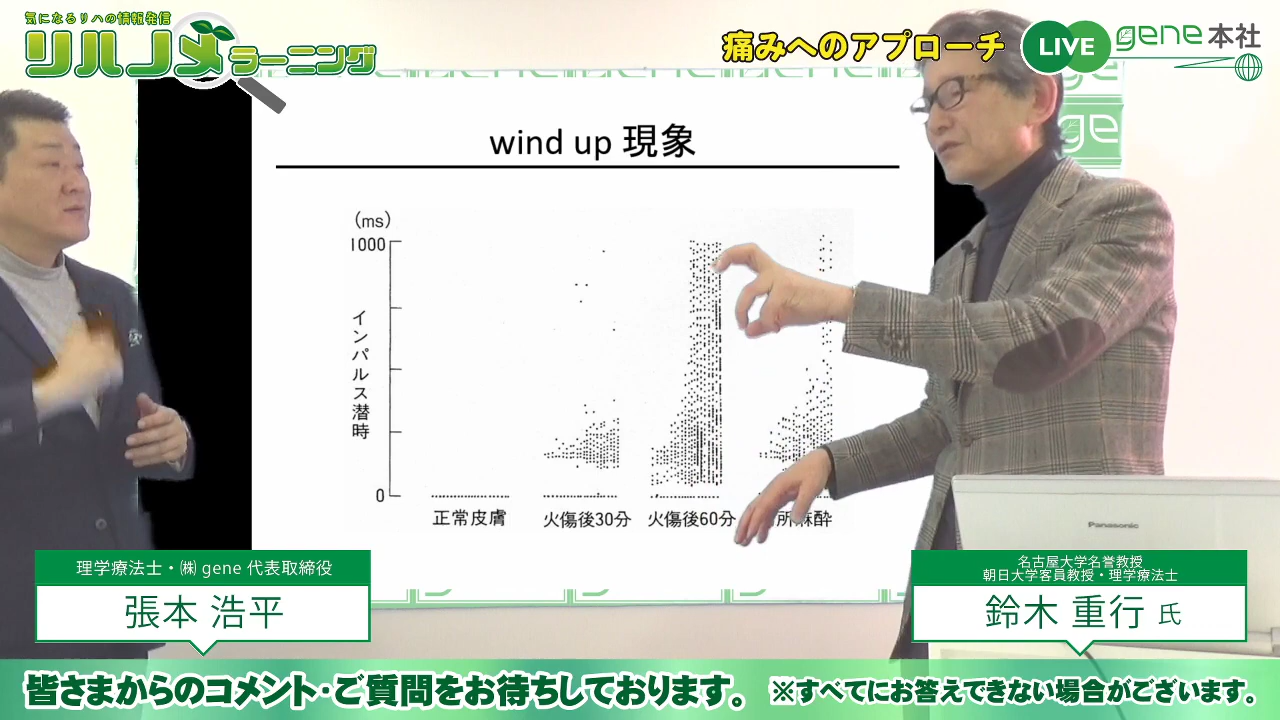 気になるリハの情報発信
リハノメ
ラーニング
痛みへのアプローチ
LIVE
gene 本社
ge
wind up 現象
(ms)
1000
インパルス潜時
0
正常皮膚 火傷後30分 火傷後60分 所麻酔
理学療法士・㈱ gene 代表取締役
張本 浩平
名古屋大学名誉教授
朝日大学客員教授・理学療法士
鈴木 重行 氏
Panasonic
皆さまからのコメント・ご質問をお待ちしております。 ※すべてにお答えできない場合がございます。